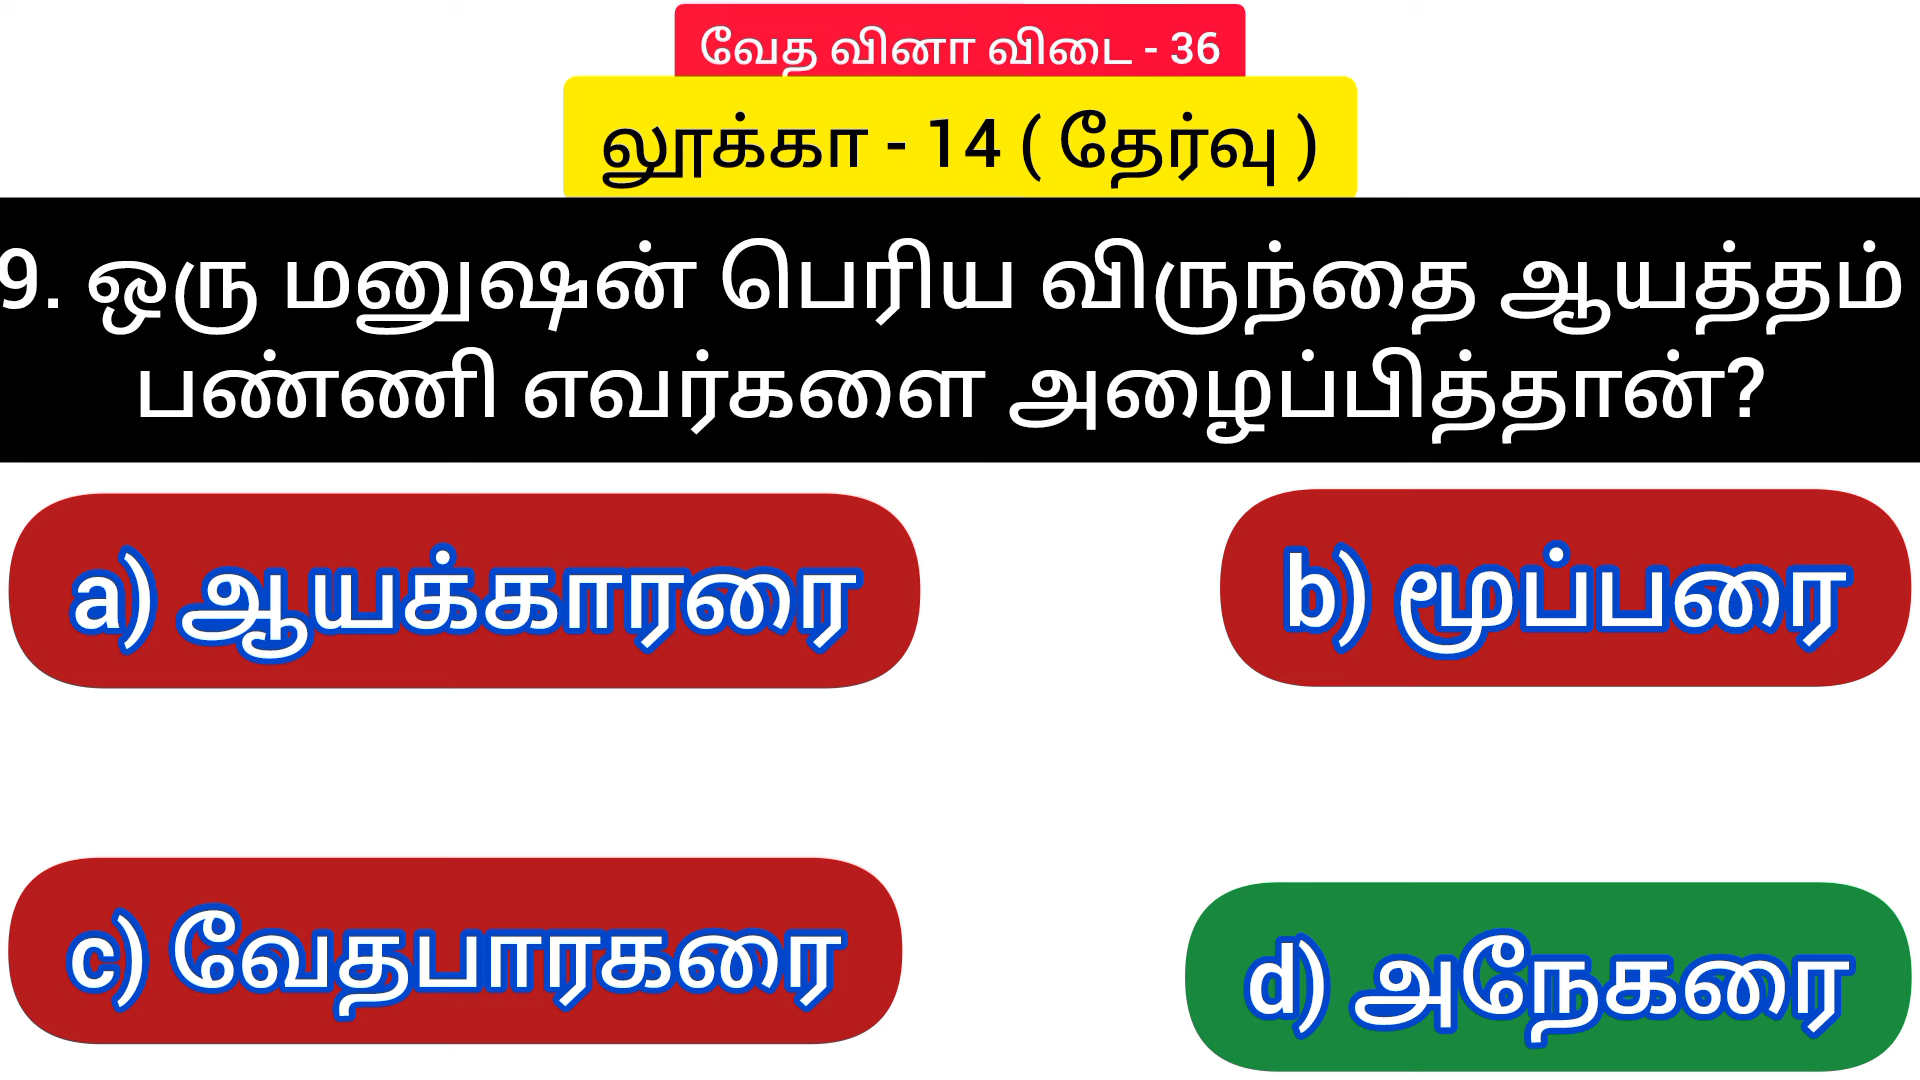 வேத வினா விடை - 36
லூக்கா - 14 ( தேர்வு )
9. ஒரு மனுஷன் பெரிய விருந்தை ஆயத்தம்
பண்ணி எவர்களை அழைப்பித்தான்?
a) ஆயக்காரரை
b) மூப்பரை
c) வேதபாரகரை
d) அநேகரை